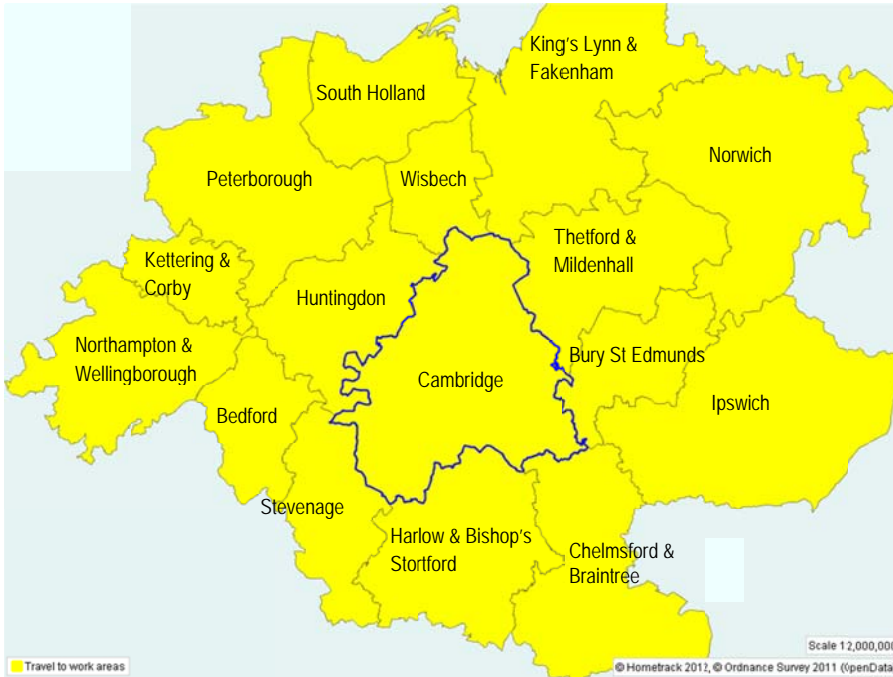 King's Lynn &
Fakenham
South Holland
Norwich
Peterborough
Wisbech
Thetford &
Mildenhall
Kettering &
Corby
Huntingdon
Northampton &
Wellingborough
Bury St Edmunds
Cambridge
Ipswich
Bedford
Stevenage
Harlow & Bishop's
Stortford
Chelmsford &
Braintree
Scale 12,000,000
Travel to work areas
© Hometrack 2012, © Ordnance Survey 2011 (OpenData